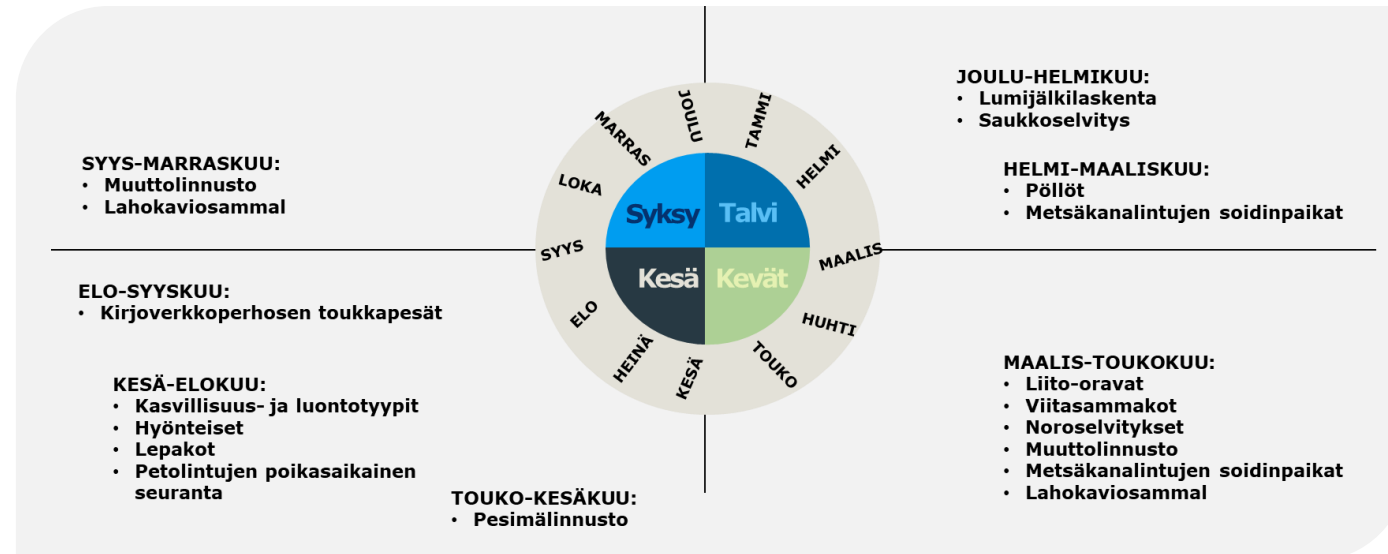 JOULU-HELMIKUU:
• Lumijälkilaskenta
• Saukkoselvitys
HELMI-MAALISKUU:
• Pöllöt
• Metsäkanalintujen soidinpaikat
MAALIS-TOUKOKUU:
• Liito-oravat
• Viitasammakot
• Noroselvitykset
• Muuttolinnusto
• Metsäkanalintujen soidinpaikat
• Lahokaviosammal
TOUKO-KESÄKUU:
• Pesimälinnusto
KESÄ-ELOKUU:
• Kasvillisuus- ja luontotyypit
• Hyönteiset
• Lepakot
• Petolintujen poikasaikainen
seuranta
ELO-SYYSKUU:
• Kirjoverkkoperhosen toukkapesät
SYYS-MARRASKUU:
• Muuttolinnusto
• Lahokaviosammal
TAMMI
HELMI
MAALIS
HUHTI
TOUKO
KESÄ
HEINÄ
ELO
SYYS
LOKA
MARRAS
JOULU
Syksy
Talvi
Kesä
Kevät